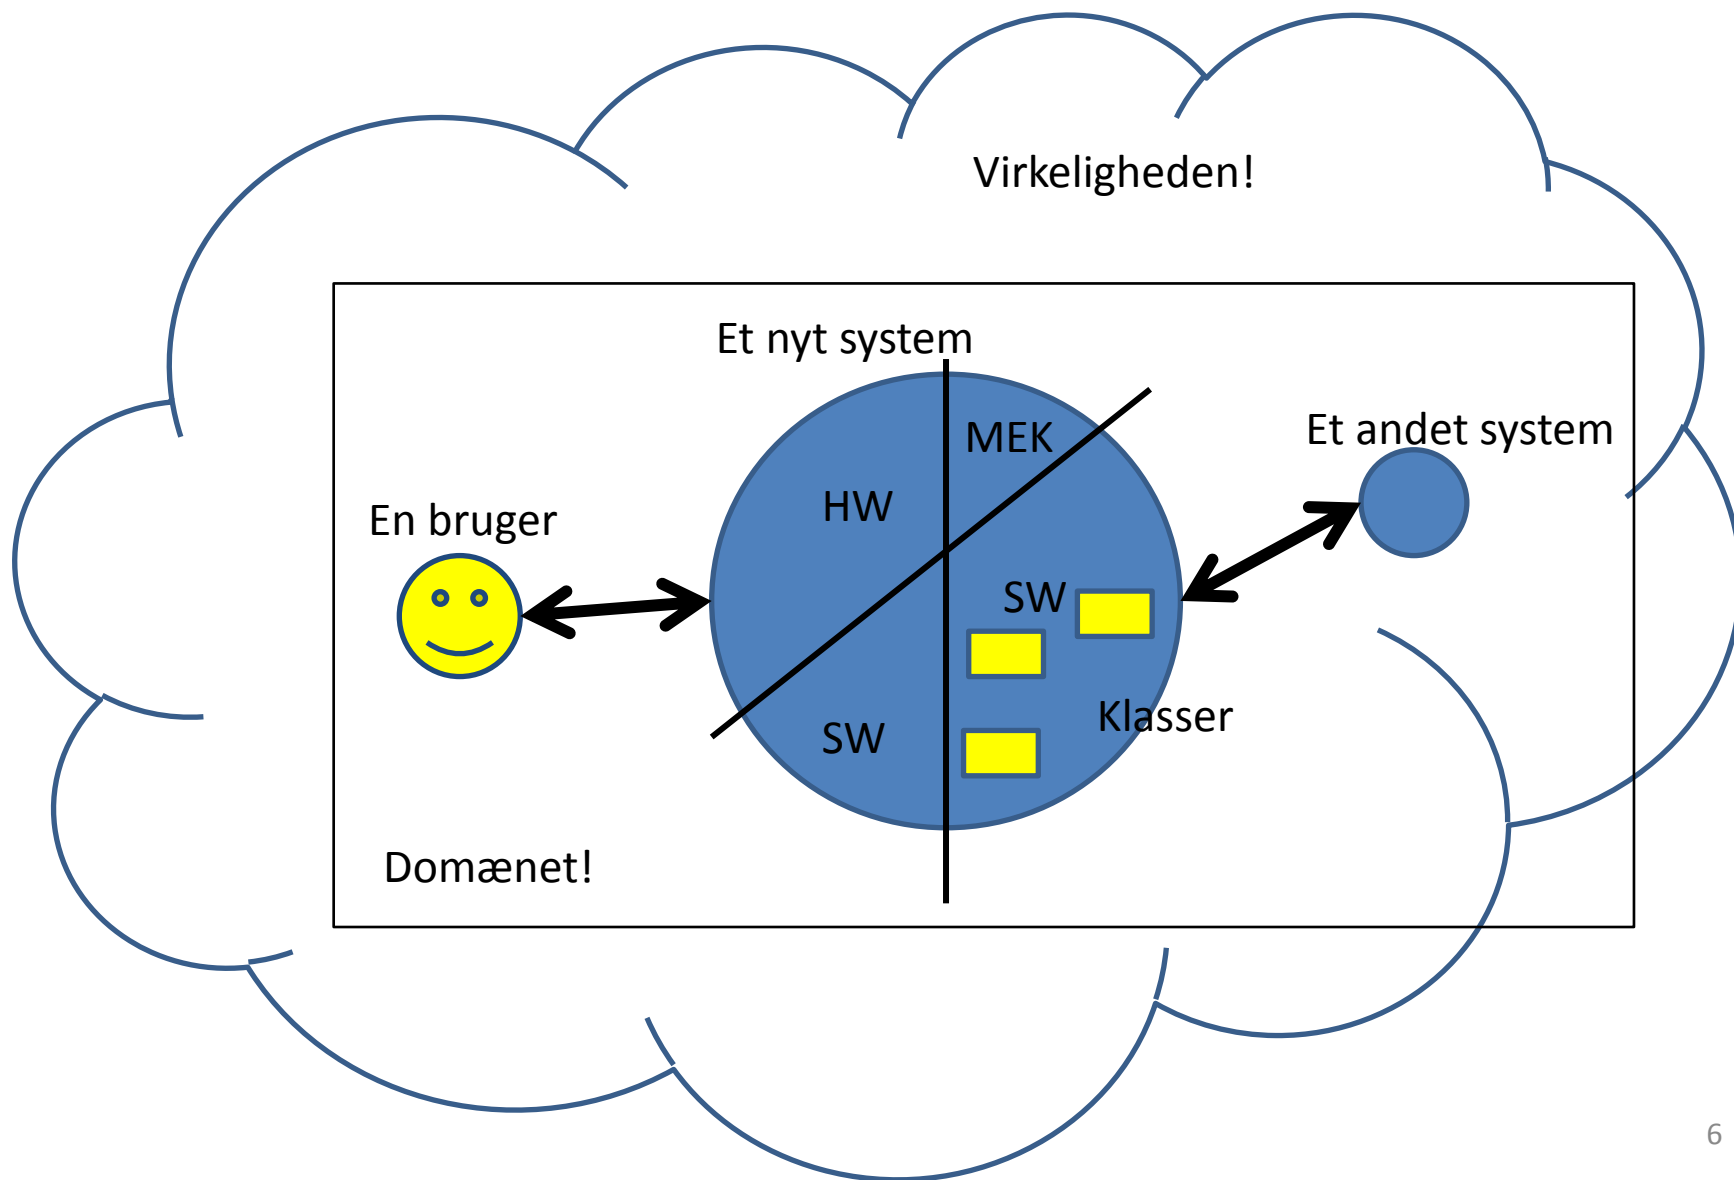 Virkeligheden!
Et nyt system
MEK
Et andet system
HW
En bruger
SW
Klasser
SW
Domænet!
6